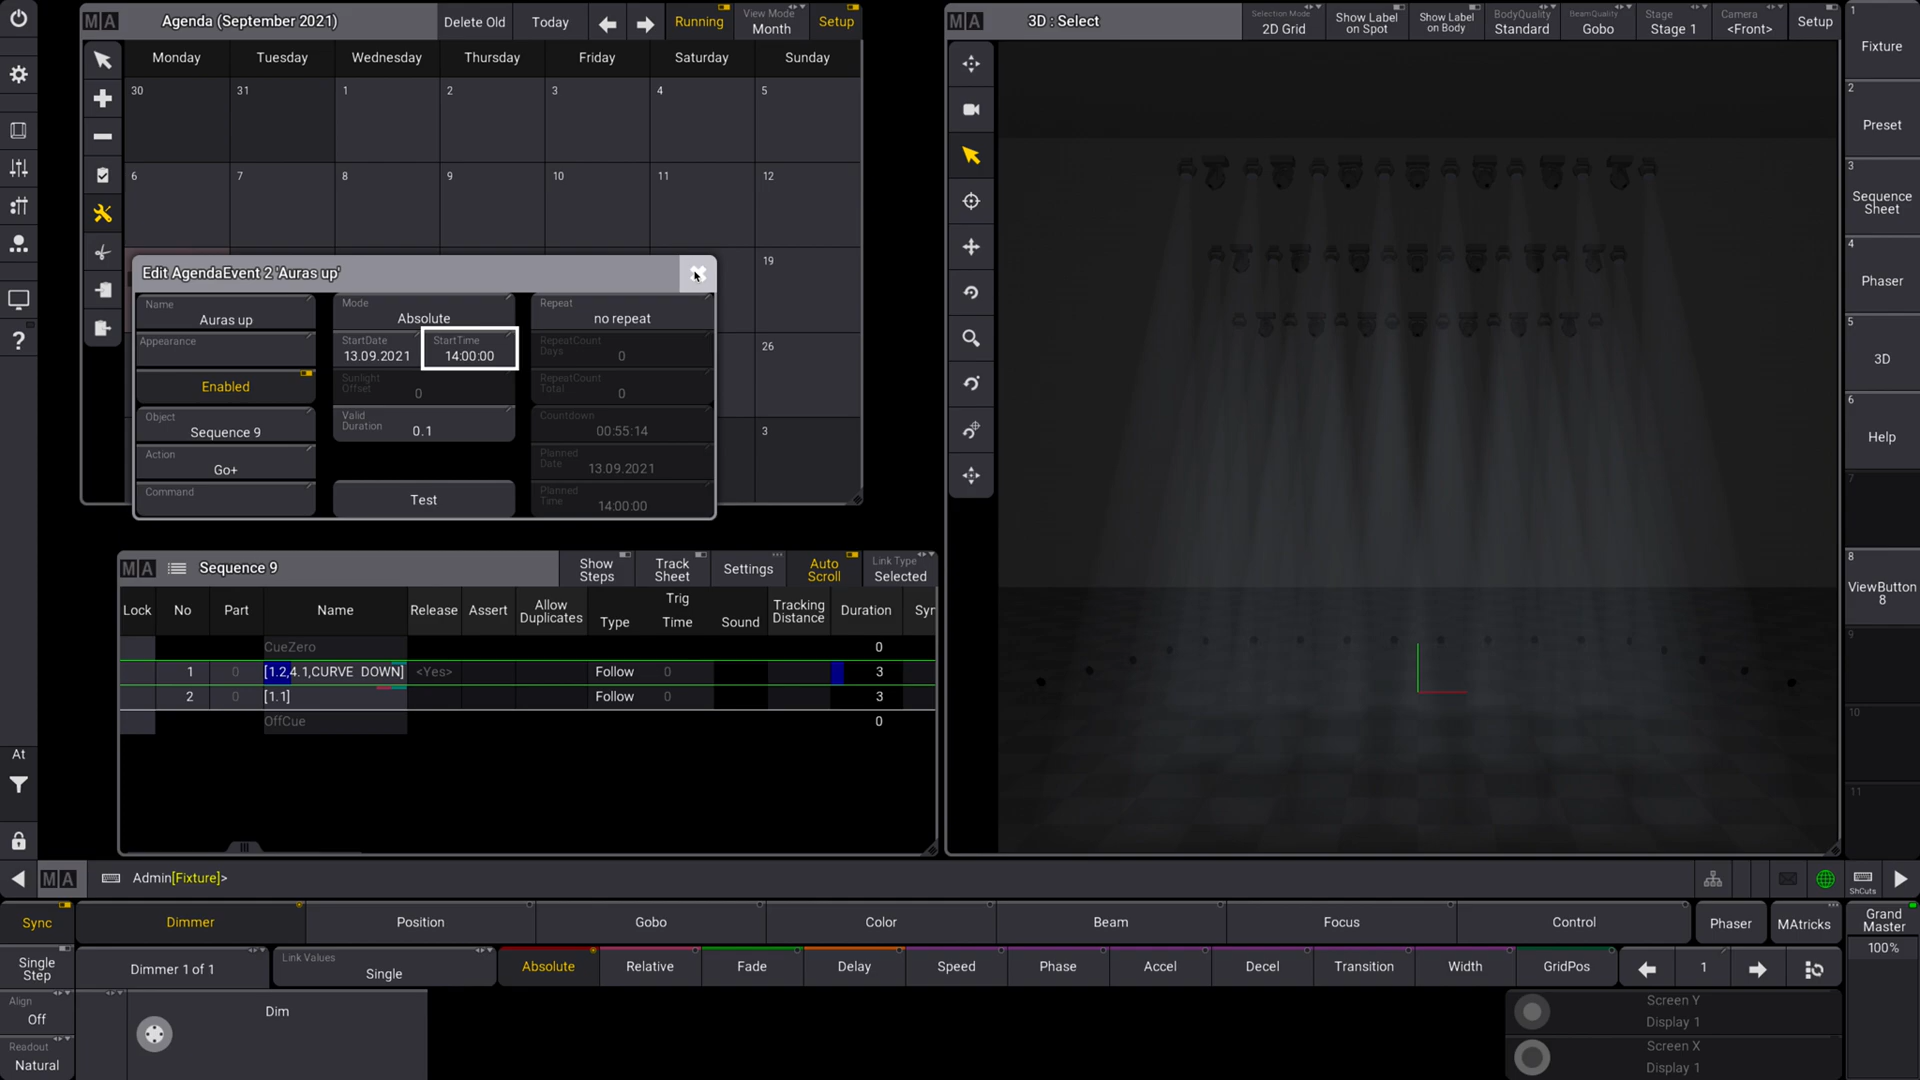 MA Agenda (September 2021) Delete Old Today Running View Mode Month Setup
Monday Tuesday Wednesday Thursday Friday Saturday Sunday
30 31 1 2 3 4 5
6 7 8 9 10 11 12
19
26
3
Edit AgendaEvent 2 'Auras up'
Name Auras up
Mode Absolute
Repeat no repeat
Appearance
StartDate 13.09.2021
StartTime 14:00:00
RepeatCount Days 0
Enabled
Sunlight Offset 0
RepeatCount Total 0
Object Sequence 9
Valid Duration 0.1
Countdown 00:55:14
Action Go+
Planned Date 13.09.2021
Command
Test
Planned Time 14:00:00
MA Sequence 9 Show Steps Track Sheet Settings Auto Scroll Link Type Selected
Lock No Part Name Release Assert Allow Duplicates Trig Type Trig Time Sound Tracking Distance Duration Syn
CueZero 0
1 0 [1.2,4.1,CURVE DOWN] <Yes> Follow 0 3
2 0 [1.1] Follow 0 3
OffCue 0
MA 3D : Select Selection Mode 2D Grid Show Label on Spot Show Label on Body BodyQuality Standard BeamQuality Gobo Stage Stage 1 Camera <Front> Setup
1 Fixture
2 Preset
3 Sequence Sheet
4 Phaser
5 3D
6 Help
7
8 ViewButton 8
9
10
11
?
At
MA Admin[Fixture]>
ShCuts
Sync Dimmer Position Gobo Color Beam Focus Control Phaser MAtricks Grand Master 100%
Single Step Dimmer 1 of 1 Link Values Single Absolute Relative Fade Delay Speed Phase Accel Decel Transition Width GridPos 1
Align Off
Dim
Screen Y
Display 1
Readout Natural
Screen X
Display 1